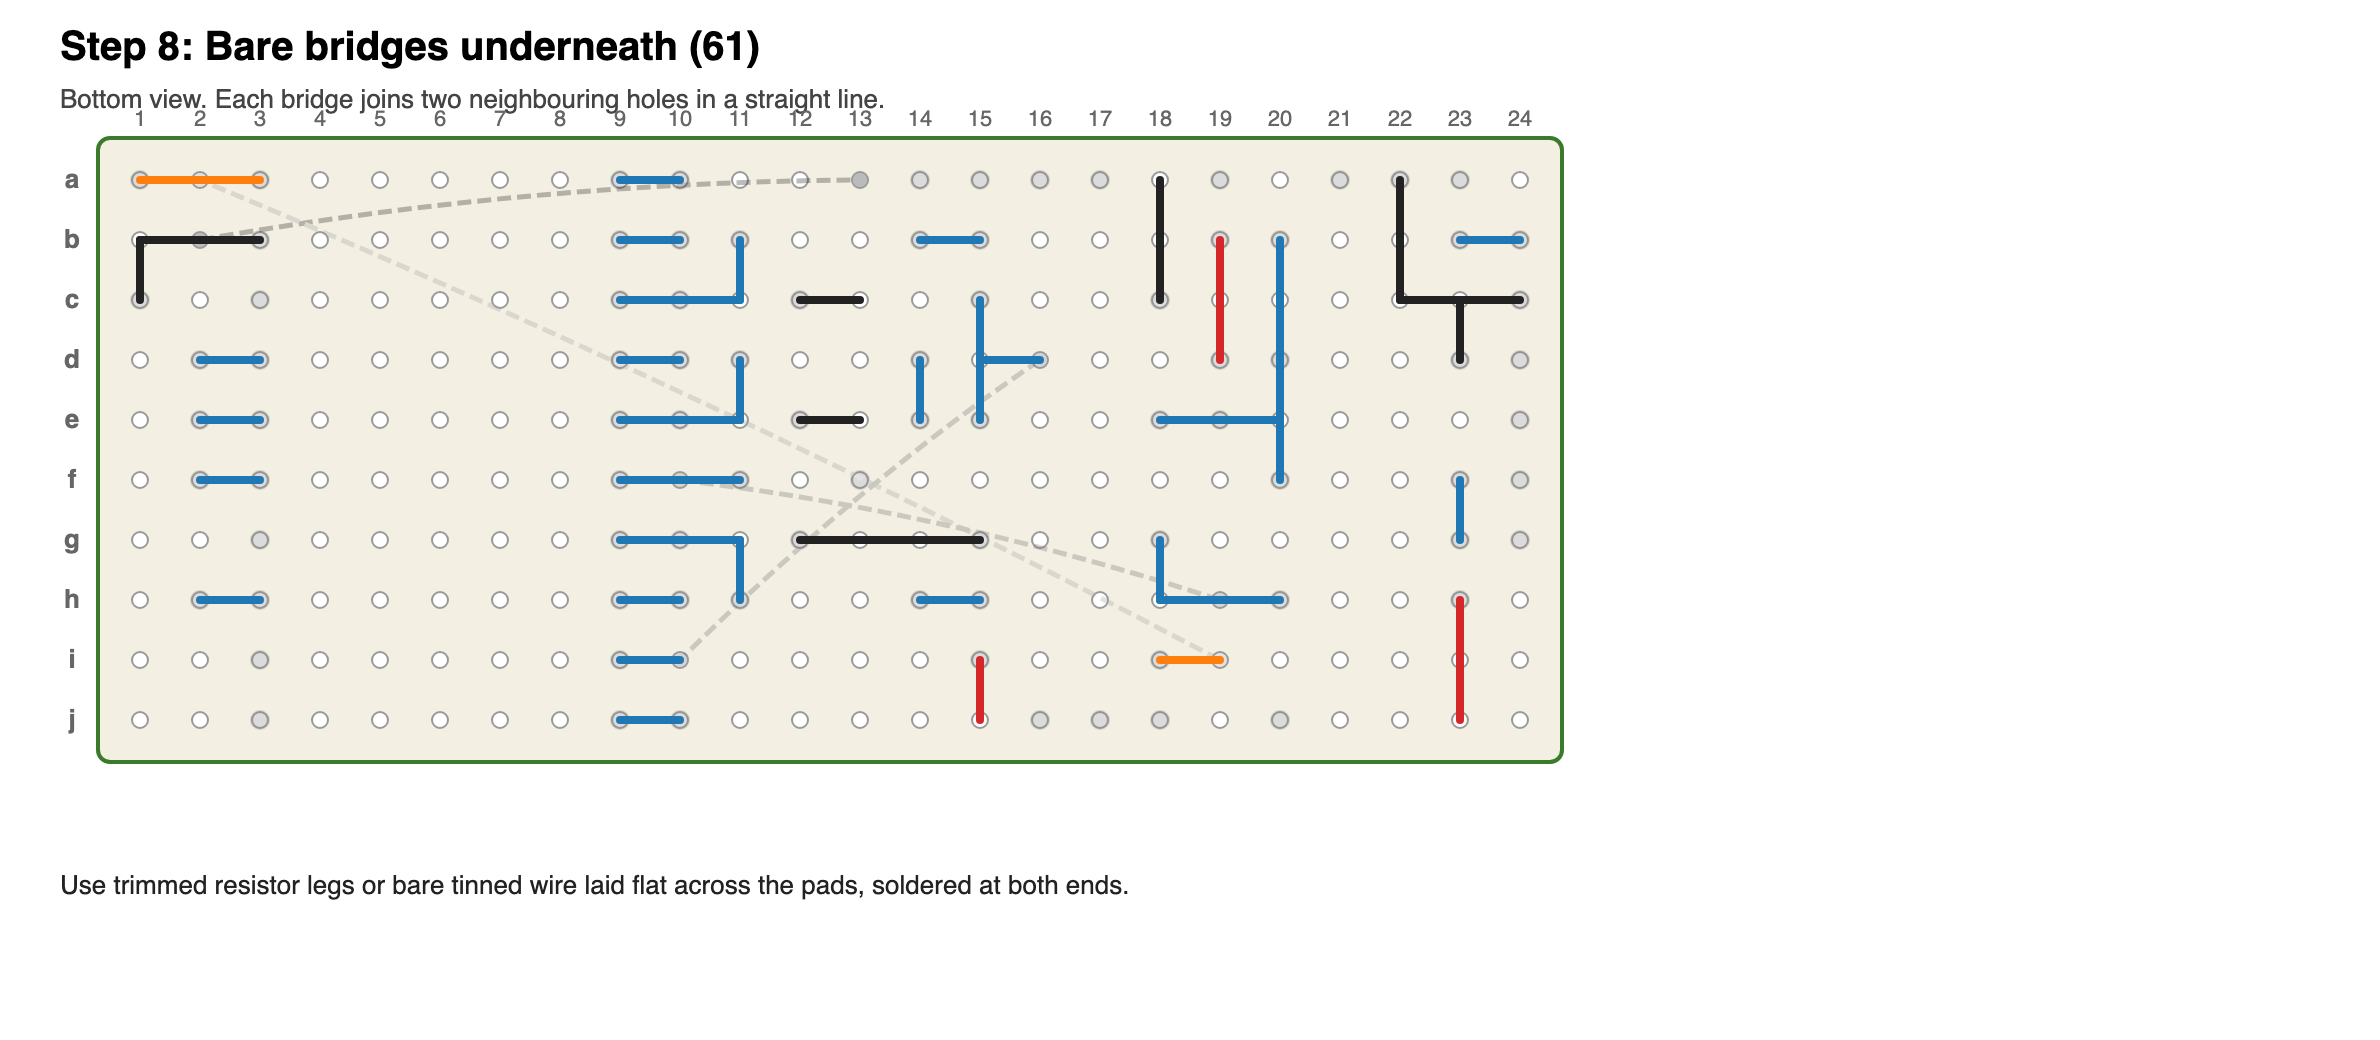 Step 8: Bare bridges underneath (61)
Bottom view. Each bridge joins two neighbouring holes in a straight line.
1 2 3 4 5 6 7 8 9 10 11 12 13 14 15 16 17 18 19 20 21 22 23 24
a
b
c
d
e
f
g
h
i
j
Use trimmed resistor legs or bare tinned wire laid flat across the pads, soldered at both ends.